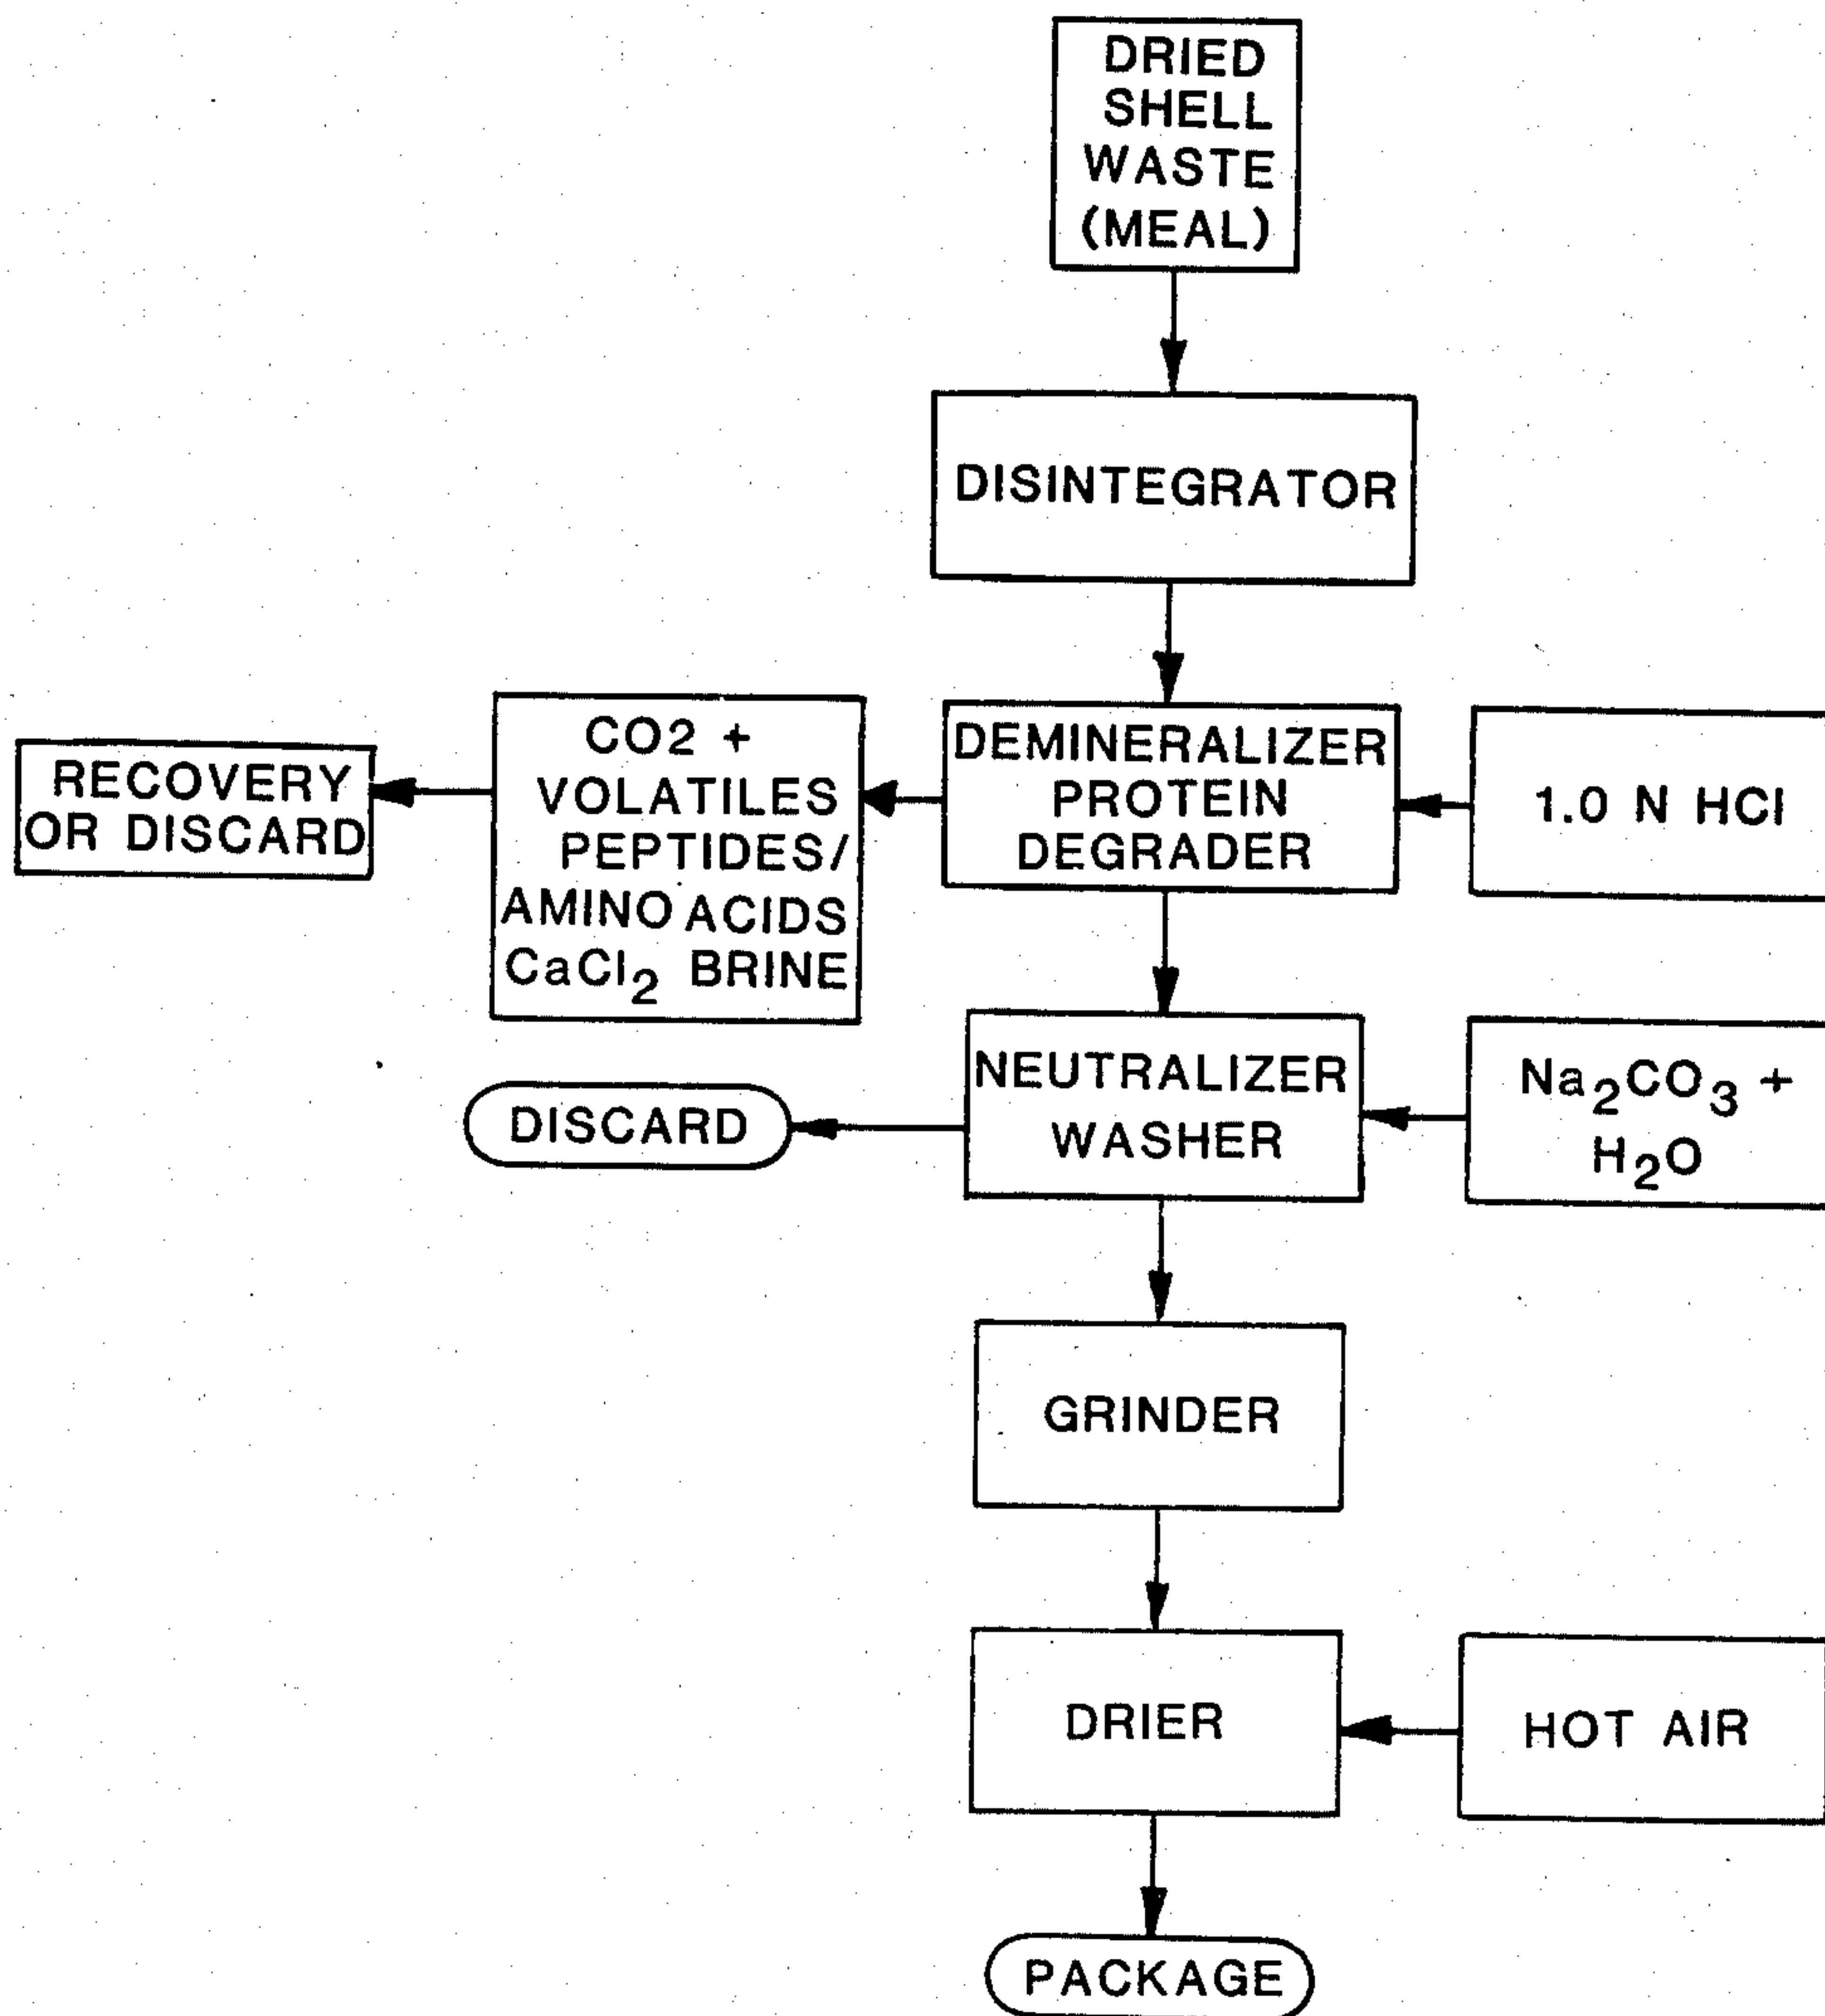 DRIED
SHELL
WASTE
(MEAL)
DISINTEGRATOR
RECOVERY
OR DISCARD
CO2 +
VOLATILES
PEPTIDES/
AMINO ACIDS
CaCl₂ BRINE
DEMINERALIZER
PROTEIN
DEGRADER
1.0 N HCl
DISCARD
NEUTRALIZER
WASHER
Na₂CO₃ +
H₂O
GRINDER
DRIER
HOT AIR
PACKAGE